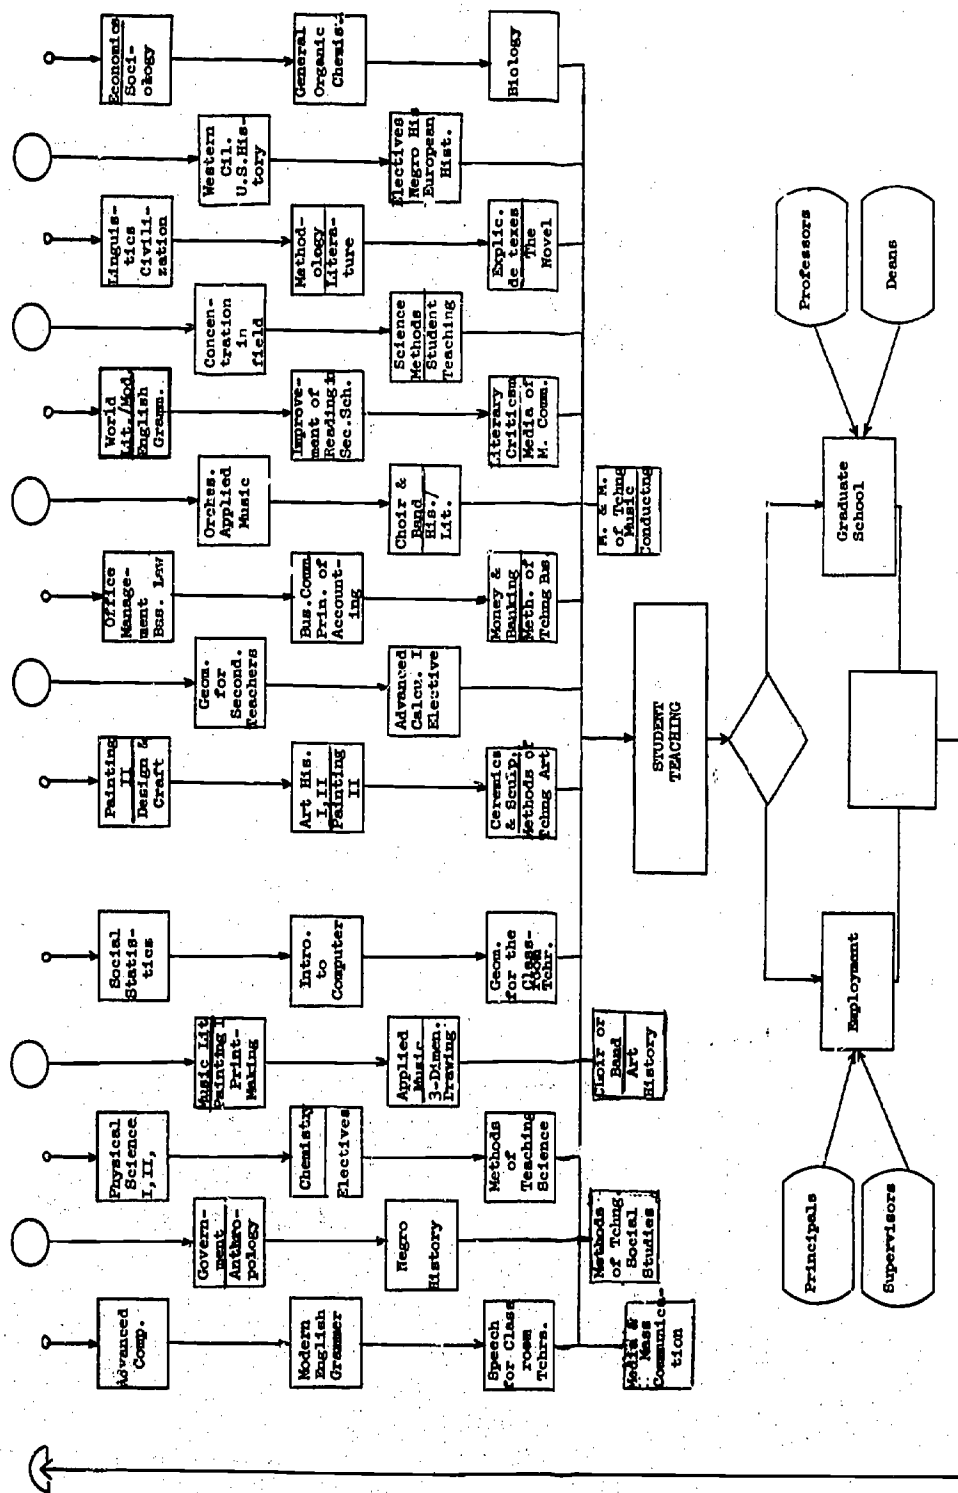 Advanced
Comp.
Modern
English
Grammer
Speech
for Class
room
Tchrs.
Media &
Mass
Communica-
tion
Govern-
ment
Anthro-
pology
Negro
History
Methods
of Tchng.
Social
Studies
Physical
Science
I,II,
Chemistry
Electives
Methods
of
Teaching
Science
Music Lit
Painting I
Print-
Making
Applied
Music
3-Dimen.
Drawing
Choir or
Band
Art
History
Social
Statis-
tics
Intro.
to
Computer
Geom.
for the
Class-
room
Tchr.
Painting
II
Design &
Craft
Art His.
I,II
Painting
II
Ceremics
& Sculp.
Methods of
Tchng Art
Geom.
for
Second.
Teachers
Advanced
Calcu. I
Elective
Office
Manage-
ment
Bus. Law
Bus.Comm
Prin. of
Account-
ing
Money &
Banking
Meth. of
Tchng Bus
Orches.
Applied
Music
Choir &
Band
His./
Lit.
M. & M.
of Tchng
Music
Conductng
World
Lit./Mod.
English
Gramm.
Improve-
ment of
Reading in
Sec.Sch.
Literary
Criticsm
Media of
M. Comm.
Concen-
tration
in
field
Science
Methods
Student
Teaching
Linguis-
tics
Civili-
zation
Mathod-
ology
Litera-
ture
Explic.
de texes
The
Novel
Western
Cil.
U.S.His-
tory
Electives
Negro His
European
Hist.
Economics
Soci-
ology
General
Organic
Chemist.
Biology
STUDENT
TEACHING
Principals
Supervisors
Employment
Graduate
School
Professors
Deans